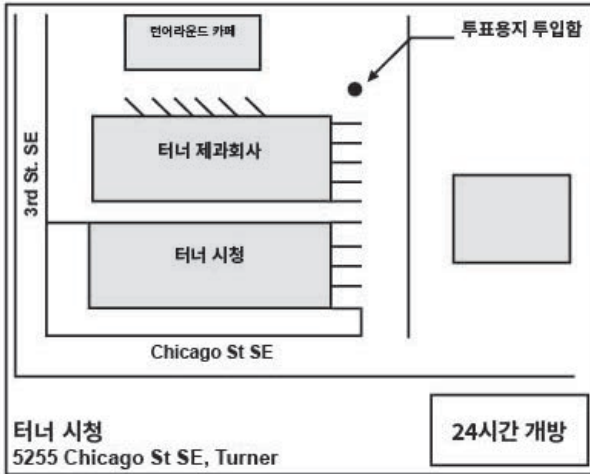 턴어라운드 카페
투표용지 투입함
터너 제과회사
3rd St. SE
터너 시청
Chicago St SE
터너 시청
5255 Chicago St SE, Turner
24시간 개방